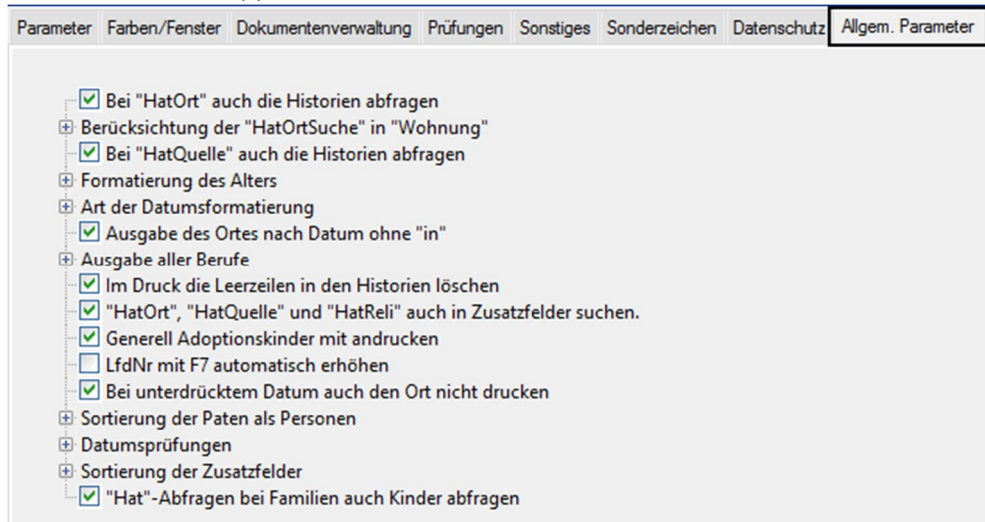 Parameter Farben/Fenster Dokumentenverwaltung Prüfungen Sonstiges Sonderzeichen Datenschutz Allgem. Parameter
Bei "HatOrt" auch die Historien abfragen
Berücksichtung der "HatOrtSuche" in "Wohnung"
Bei "HatQuelle" auch die Historien abfragen
Formatierung des Alters
Art der Datumsformatierung
Ausgabe des Ortes nach Datum ohne "in"
Ausgabe aller Berufe
Im Druck die Leerzeilen in den Historien löschen
"HatOrt", "HatQuelle" und "HatReli" auch in Zusatzfelder suchen.
Generell Adoptionskinder mit andrucken
LfdNr mit F7 automatisch erhöhen
Bei unterdrücktem Datum auch den Ort nicht drucken
Sortierung der Paten als Personen
Datumsprüfungen
Sortierung der Zusatzfelder
"Hat"-Abfragen bei Familien auch Kinder abfragen